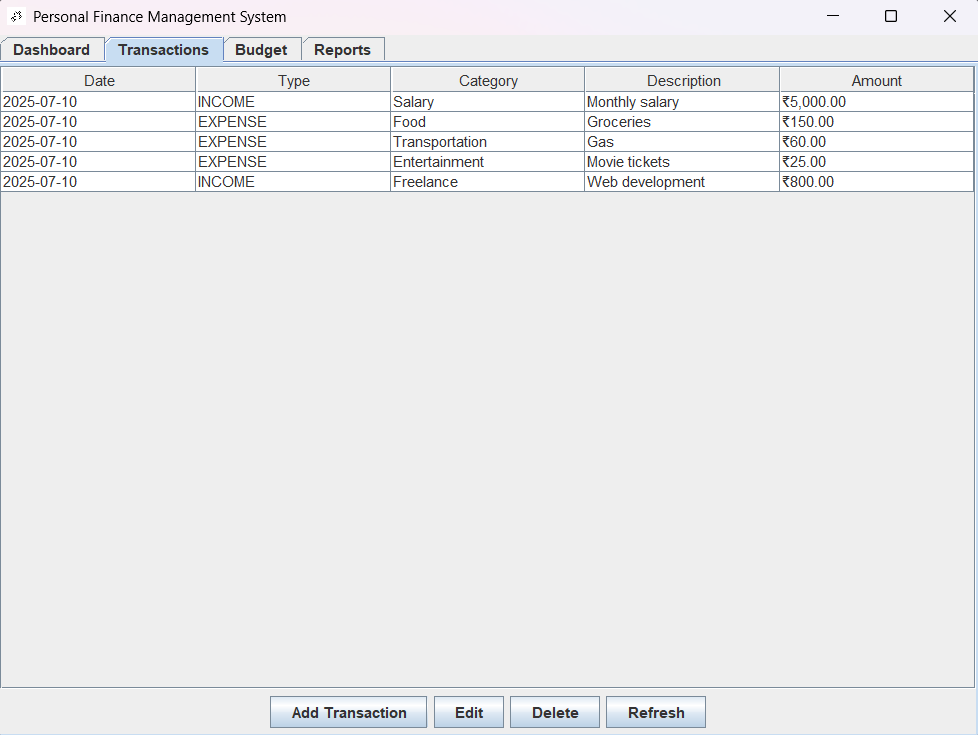 Personal Finance Management System
Dashboard Transactions Budget Reports
Date Type Category Description Amount
2025-07-10 INCOME Salary Monthly salary ₹5,000.00
2025-07-10 EXPENSE Food Groceries ₹150.00
2025-07-10 EXPENSE Transportation Gas ₹60.00
2025-07-10 EXPENSE Entertainment Movie tickets ₹25.00
2025-07-10 INCOME Freelance Web development ₹800.00
Add Transaction Edit Delete Refresh